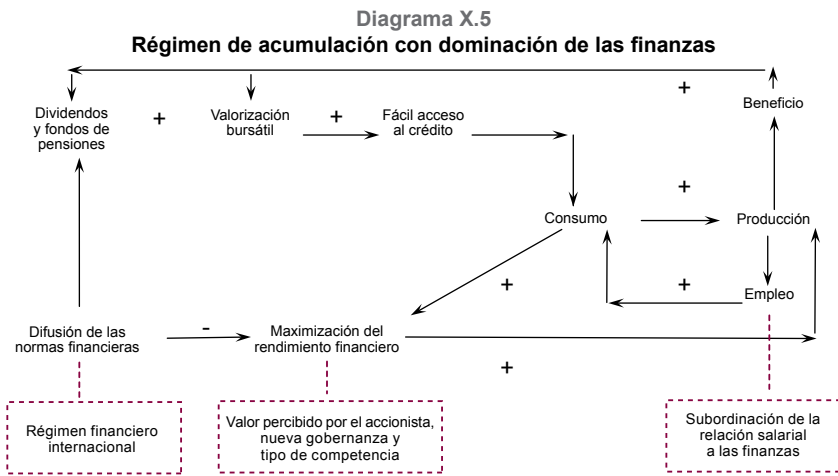 Diagrama X.5
Régimen de acumulación con dominación de las finanzas
Dividendos
y fondos de
pensiones
+
Valorización
bursátil
+
Fácil acceso
al crédito
+
Beneficio
Consumo
+
Producción
+
+
Empleo
Difusión de las
normas financieras
-
Maximización del
rendimiento financiero
+
Régimen financiero
internacional
Valor percibido por el accionista,
nueva gobernanza y
tipo de competencia
Subordinación de la
relación salarial
a las finanzas